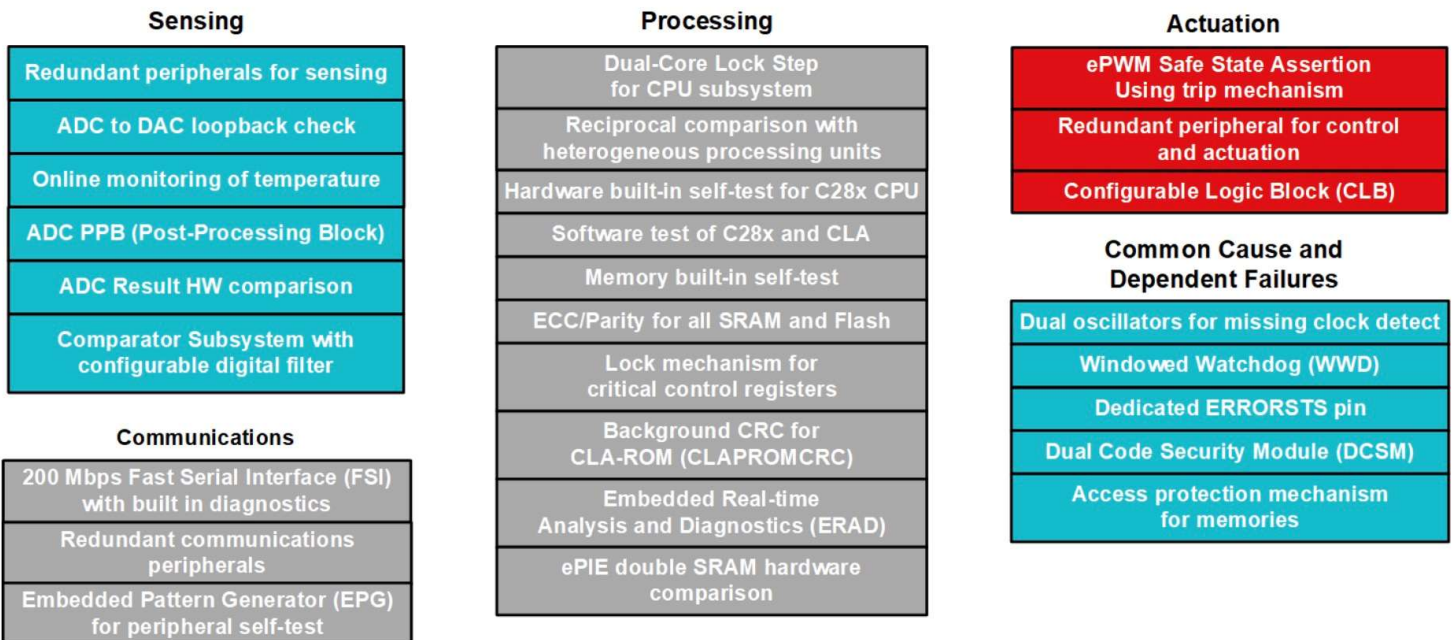 Sensing
Redundant peripherals for sensing
ADC to DAC loopback check
Online monitoring of temperature
ADC PPB (Post-Processing Block)
ADC Result HW comparison
Comparator Subsystem with
configurable digital filter
Communications
200 Mbps Fast Serial Interface (FSI)
with built in diagnostics
Redundant communications
peripherals
Embedded Pattern Generator (EPG)
for peripheral self-test
Processing
Dual-Core Lock Step
for CPU subsystem
Reciprocal comparison with
heterogeneous processing units
Hardware built-in self-test for C28x CPU
Software test of C28x and CLA
Memory built-in self-test
ECC/Parity for all SRAM and Flash
Lock mechanism for
critical control registers
Background CRC for
CLA-ROM (CLAPROMCRC)
Embedded Real-time
Analysis and Diagnostics (ERAD)
ePIE double SRAM hardware
comparison
Actuation
ePWM Safe State Assertion
Using trip mechanism
Redundant peripheral for control
and actuation
Configurable Logic Block (CLB)
Common Cause and
Dependent Failures
Dual oscillators for missing clock detect
Windowed Watchdog (WWD)
Dedicated ERRORSTS pin
Dual Code Security Module (DCSM)
Access protection mechanism
for memories